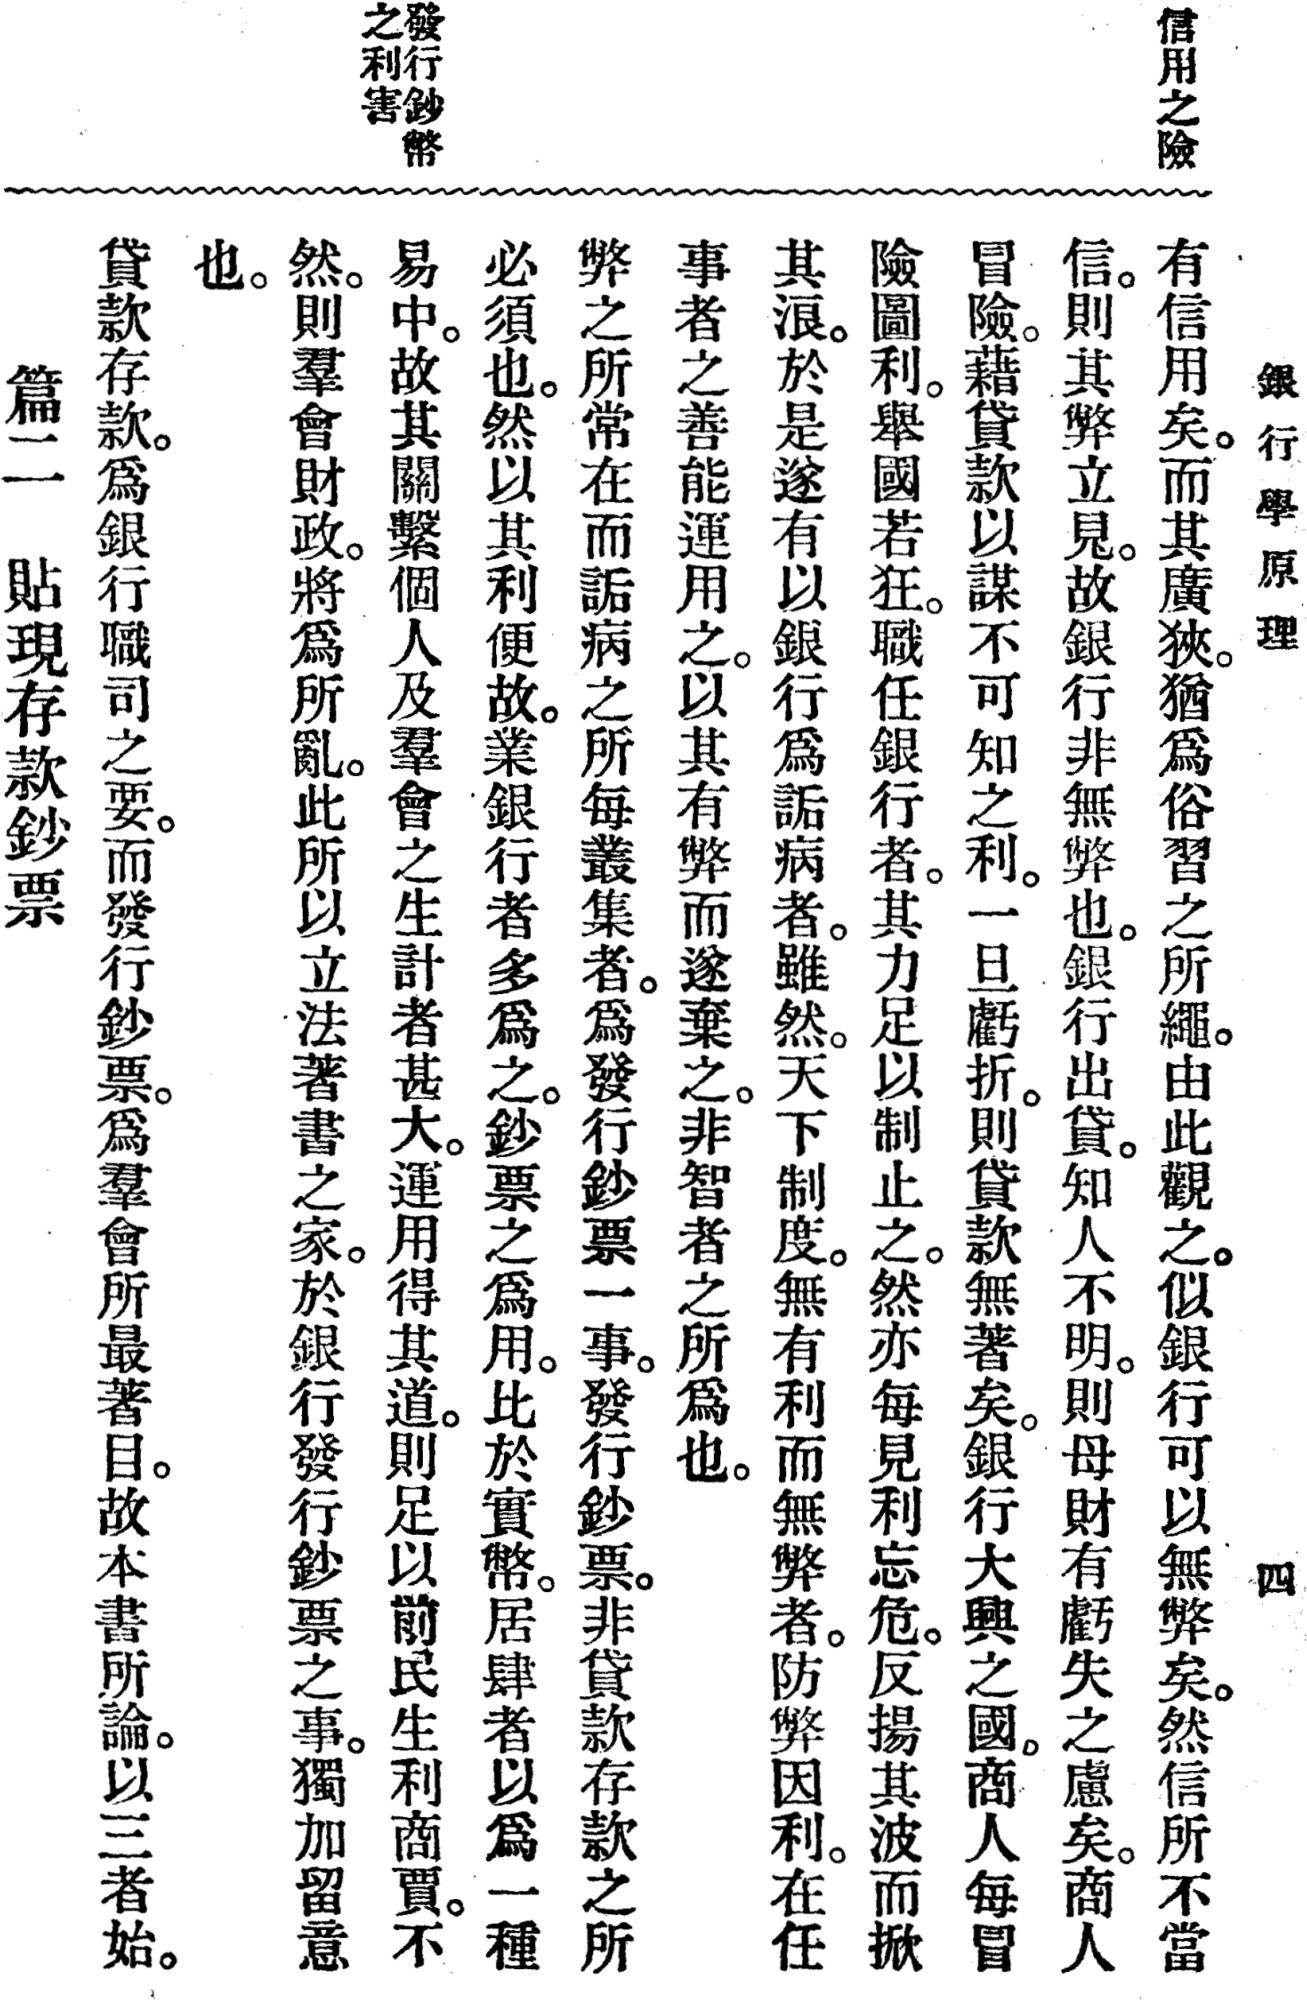 銀行學原理
四
信用之險
有信用矣。而其廣狹。猶爲俗習之所繩。由此觀之。似銀行可以無弊矣。然信所不當
信。則其弊立見。故銀行非無弊也。銀行出貸。知人不明。則母財有虧失之慮矣。商人
冒險。藉貸款以謀不可知之利。一旦虧折。則貸款無著矣。銀行大興之國。商人每冒
險圖利。舉國若狂。職任銀行者。其力足以制止之。然亦每見利忘危。反揚其波而掀
其浪。於是遂有以銀行爲詬病者。雖然。天下制度。無有利而無弊者。防弊因利。在任
事者之善能運用之。以其有弊而遂棄之。非智者之所爲也。
弊之所常在而詬病之所每叢集者。爲發行鈔票一事。發行鈔票。非貸款存款之所
必須也。然以其利便故。業銀行者多爲之。鈔票之爲用。比於實幣。居肆者以爲一種
發行鈔幣
之利害
易中。故其關繫個人及羣會之生計者甚大。運用得其道。則足以前民生利商賈。不
然。則羣會財政。將爲所亂。此所以立法著書之家。於銀行發行鈔票之事。獨加留意
也。
貸款存款。爲銀行職司之要。而發行鈔票。爲羣會所最著目。故本書所論。以三者始。
篇二　貼現存款鈔票